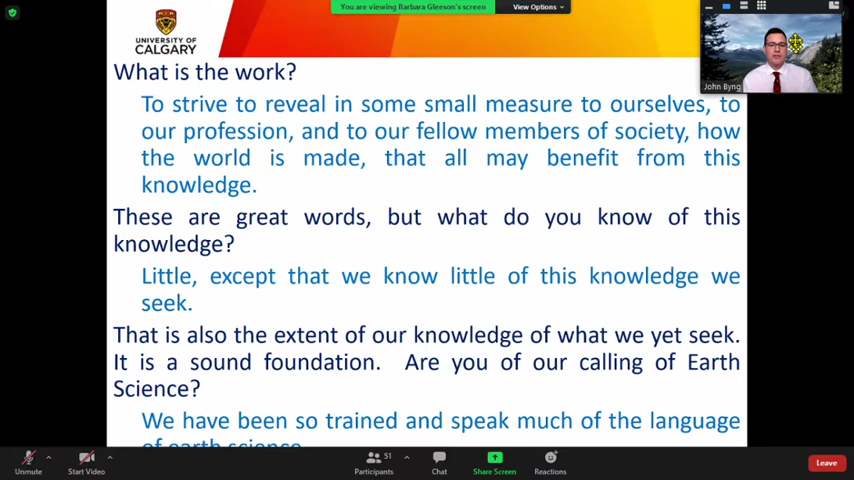 You are viewing Barbara Gleeson's screen
View Options
UNIVERSITY OF
CALGARY
John Byng
What is the work?
To strive to reveal in some small measure to ourselves, to
our profession, and to our fellow members of society, how
the world is made, that all may benefit from this
knowledge.
These are great words, but what do you know of this
knowledge?
Little, except that we know little of this knowledge we
seek.
That is also the extent of our knowledge of what we yet seek.
It is a sound foundation. Are you of our calling of Earth
Science?
We have been so trained and speak much of the language
of earth science
Unmute
Start Video
51
Participants
Chat
Share Screen
Reactions
Leave